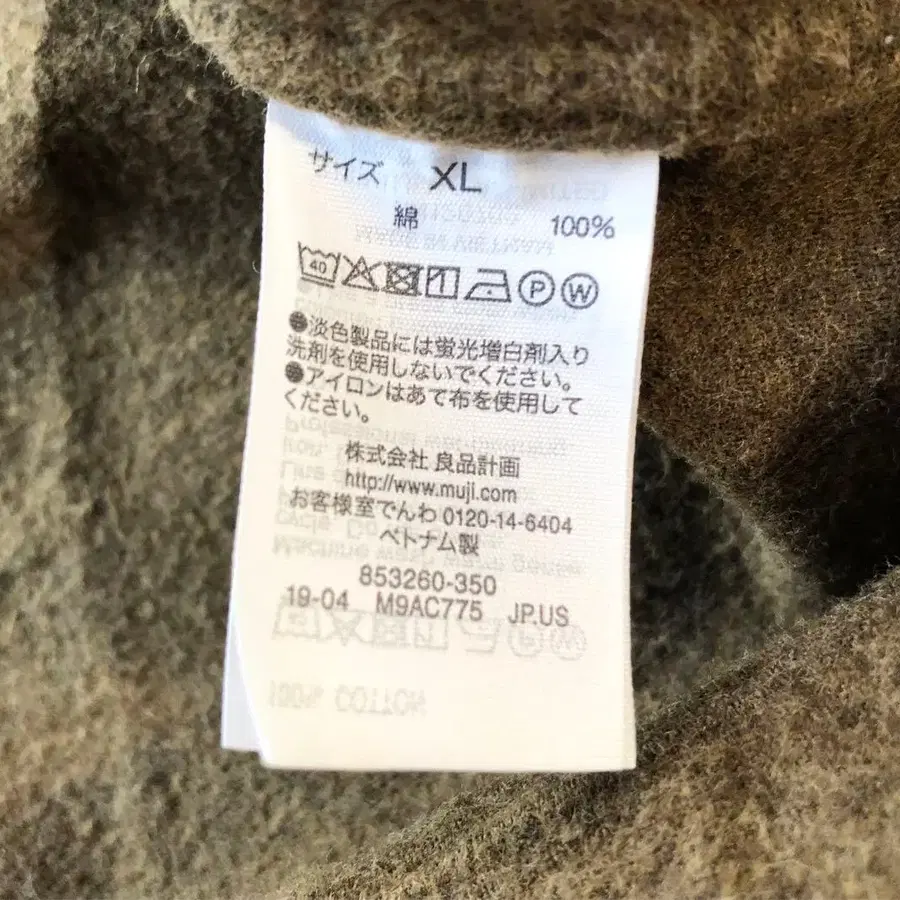 サイズ XL
綿 100%
40 P W
●淡色製品には蛍光増白剤入り
洗剤を使用しないでください。
●アイロンはあて布を使用して
ください。
株式会社 良品計画
http://www.muji.com
お客様室でんわ 0120-14-6404
ベトナム製
853260-350
19-04 M9AC775 JP.US
100% COTTON